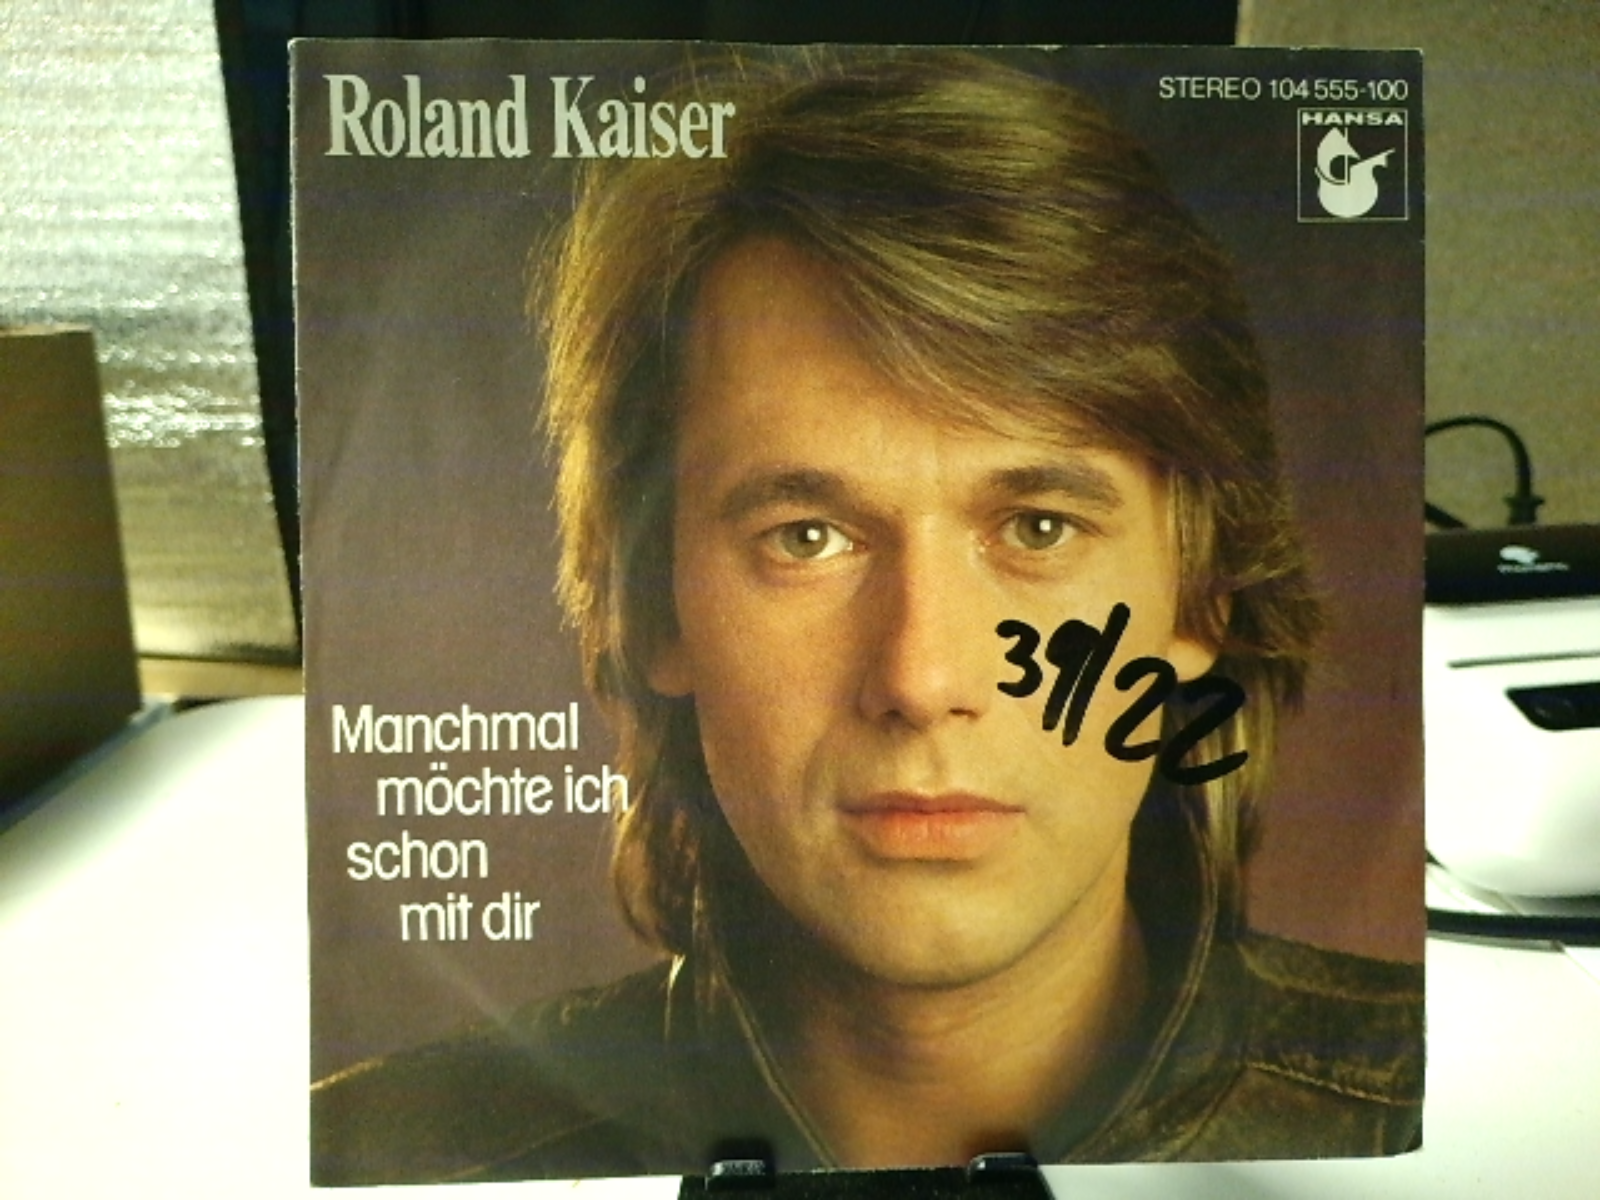 Roland Kaiser
STEREO 104 555-100
HANSA
39/22
Manchmal
möchte ich
schon
mit dir